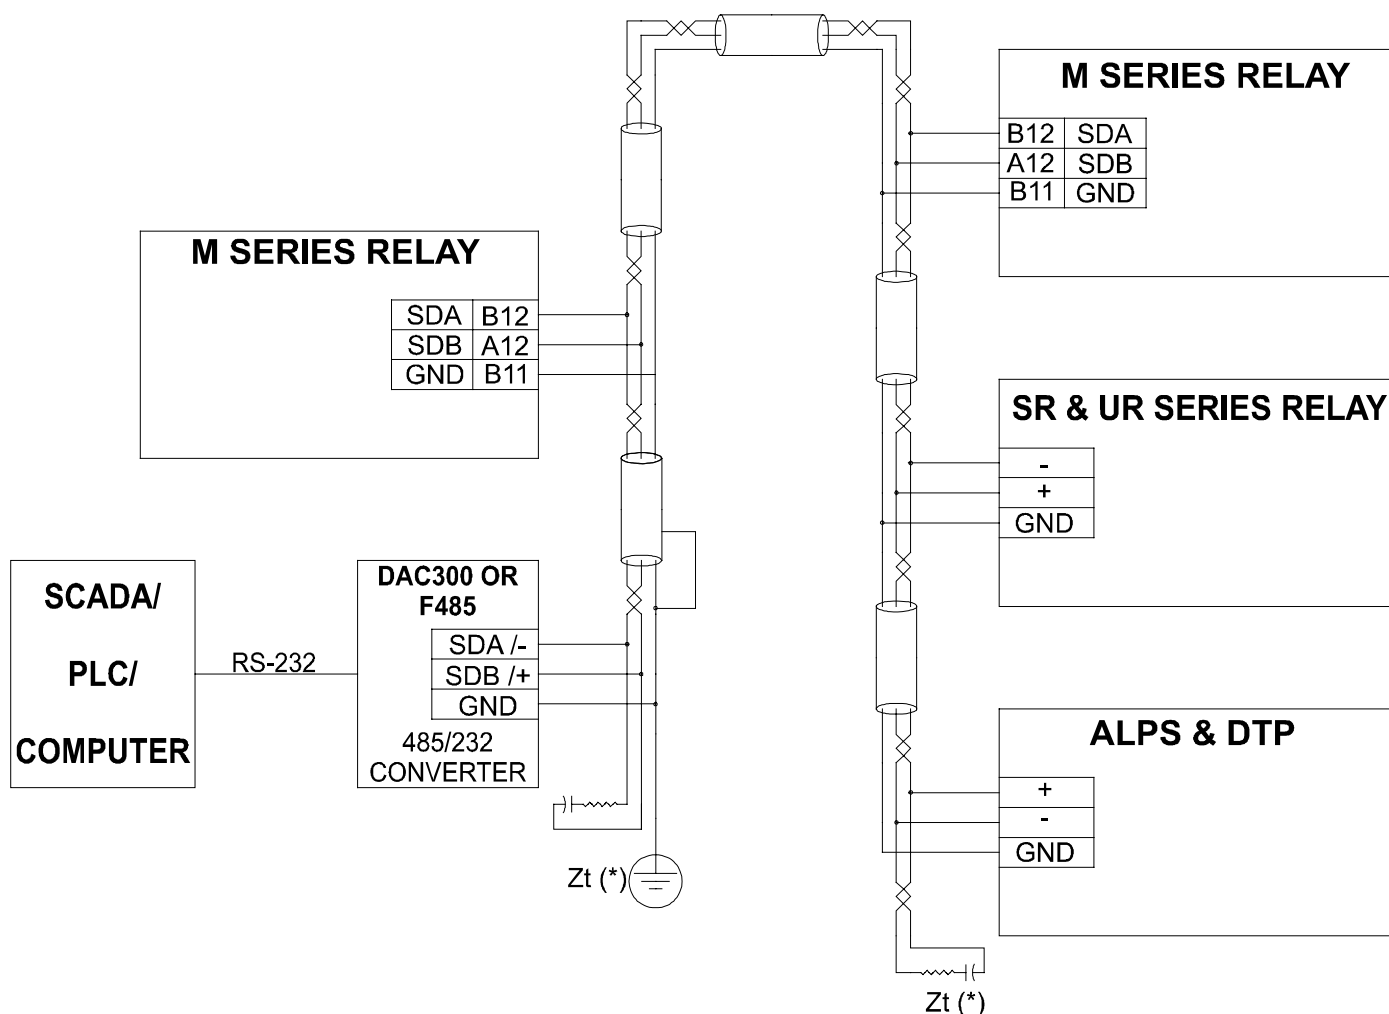 M SERIES RELAY
B12 SDA
A12 SDB
B11 GND
M SERIES RELAY
SDA B12
SDB A12
GND B11
SR & UR SERIES RELAY
-
+
GND
SCADA/
PLC/
COMPUTER
RS-232
DAC300 OR
F485
SDA /-
SDB /+
GND
485/232
CONVERTER
Zt (*)
ALPS & DTP
+
-
GND
Zt (*)